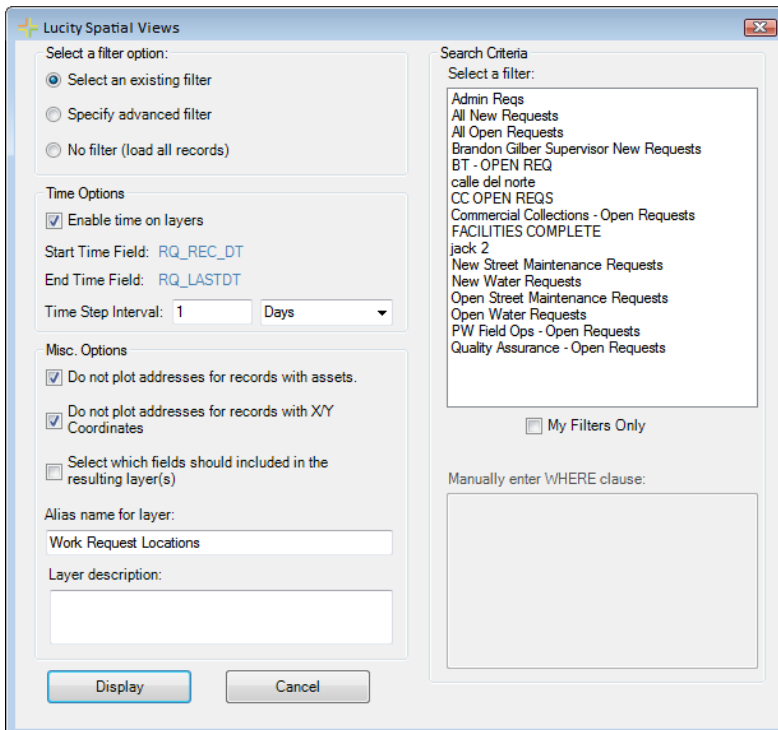 Lucity Spatial Views
Select a filter option:
Select an existing filter
Specify advanced filter
No filter (load all records)
Time Options
Enable time on layers
Start Time Field: RQ_REC_DT
End Time Field: RQ_LASTDT
Time Step Interval: 1 Days
Misc. Options
Do not plot addresses for records with assets.
Do not plot addresses for records with X/Y
Coordinates
Select which fields should included in the
resulting layer(s)
Alias name for layer:
Work Request Locations
Layer description:
Display
Cancel
Search Criteria
Select a filter:
Admin Reqs
All New Requests
All Open Requests
Brandon Gilber Supervisor New Requests
BT - OPEN REQ
calle del norte
CC OPEN REQS
Commercial Collections - Open Requests
FACILITIES COMPLETE
jack 2
New Street Maintenance Requests
New Water Requests
Open Street Maintenance Requests
Open Water Requests
PW Field Ops - Open Requests
Quality Assurance - Open Requests
My Filters Only
Manually enter WHERE clause: